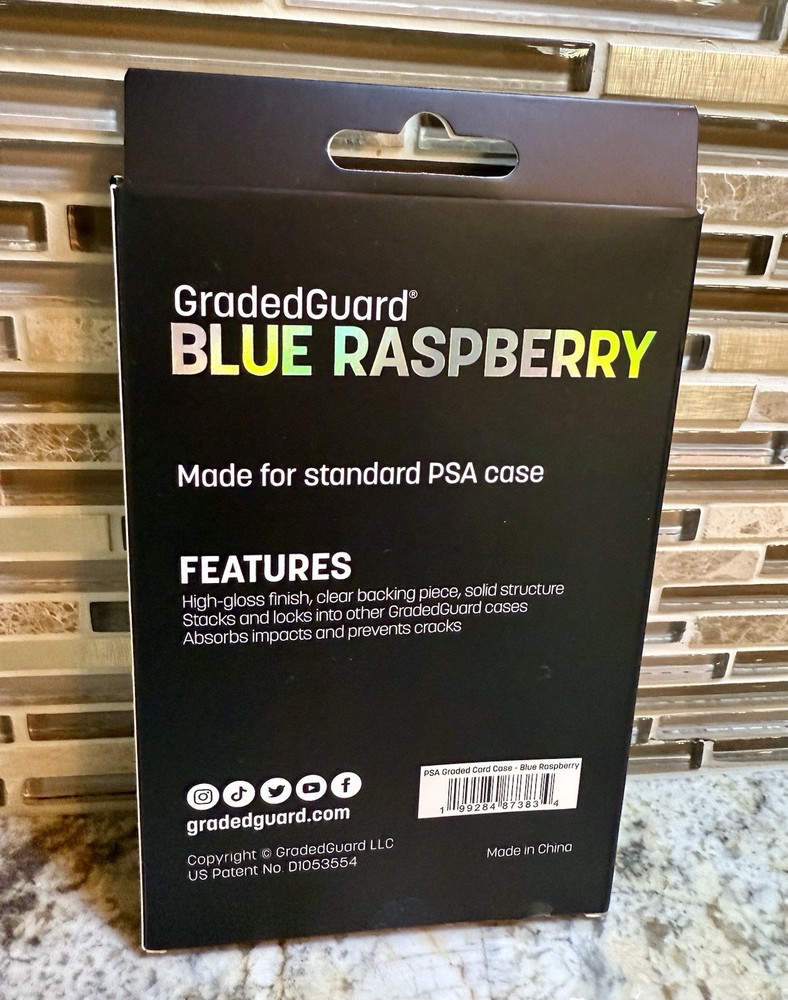 GradedGuard®
BLUE RASPBERRY
Made for standard PSA case
FEATURES
High-gloss finish, clear backing piece, solid structure
Stacks and locks into other GradedGuard cases
Absorbs impacts and prevents cracks
gradedguard.com
Copyright © GradedGuard LLC
US Patent No. D1053554
PSA Graded Card Case - Blue Raspberry
1 99284 87383 4
Made in China